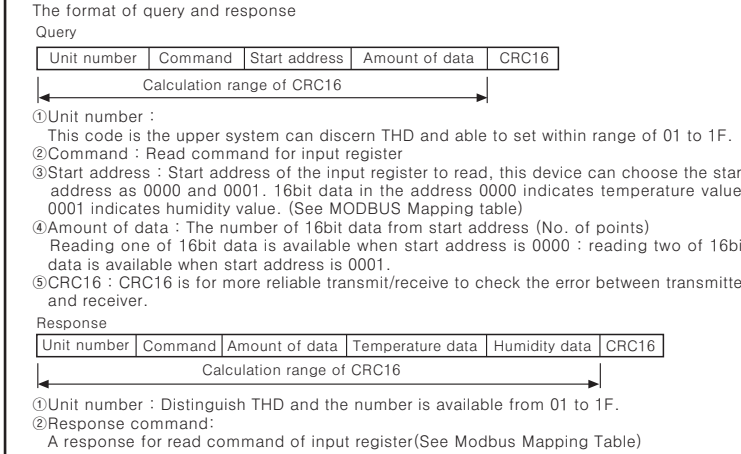 The format of query and response
Query
Unit number Command Start address Amount of data CRC16
Calculation range of CRC16
①Unit number :
This code is the upper system can discern THD and able to set within range of 01 to 1F.
②Command : Read command for input register
③Start address : Start address of the input register to read, this device can choose the star
address as 0000 and 0001. 16bit data in the address 0000 indicates temperature value
0001 indicates humidity value. (See MODBUS Mapping table)
④Amount of data : The number of 16bit data from start address (No. of points)
Reading one of 16bit data is available when start address is 0000 : reading two of 16bi
data is available when start address is 0001.
⑤CRC16 : CRC16 is for more reliable transmit/receive to check the error between transmitte
and receiver.
Response
Unit number Command Amount of data Temperature data Humidity data CRC16
Calculation range of CRC16
①Unit number : Distinguish THD and the number is available from 01 to 1F.
②Response command:
A response for read command of input register(See Modbus Mapping Table)